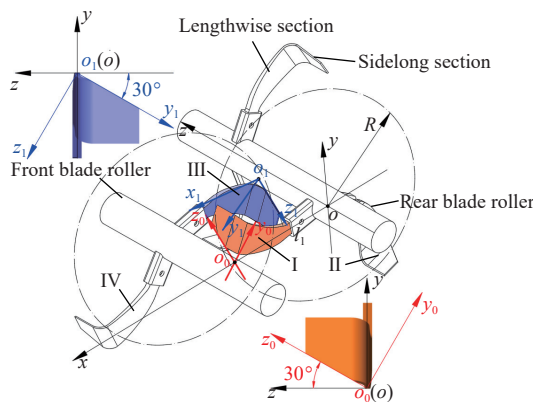 Lengthwise section
Sidelong section
y
o₁(o)
z
30°
y₁
z₁
Front blade roller
III
z
o₁
y
R
x₁
z₀
y₁
y₀
l₁
o
Rear blade roller
I
II
o₀
IV
x
y
y₀
z₀
30°
z
o₀(o)